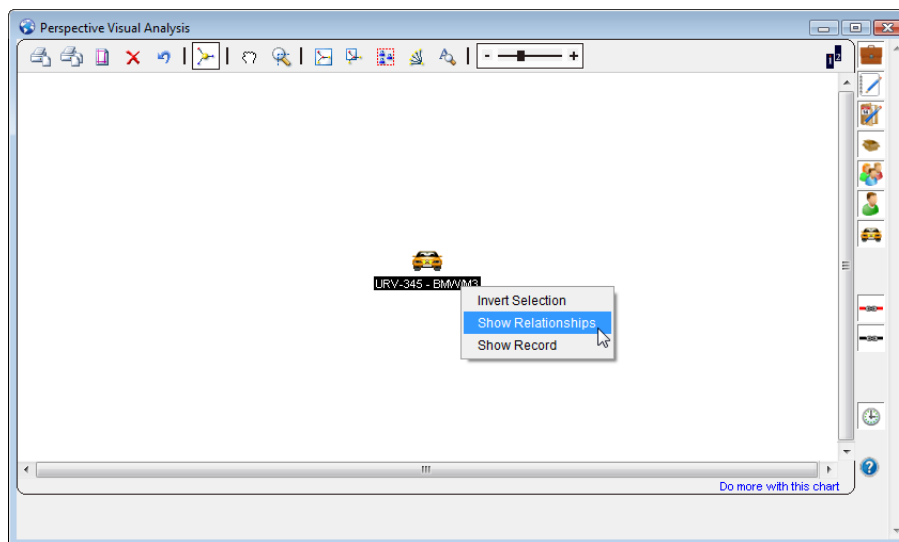 Perspective Visual Analysis
- +
URV-345 - BMW/M3
Invert Selection
Show Relationships
Show Record
Do more with this chart